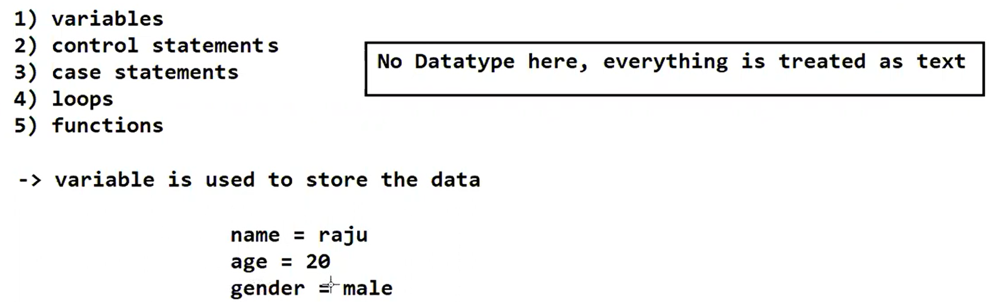 1) variables
2) control statements
3) case statements
4) loops
5) functions
No Datatype here, everything is treated as text
-> variable is used to store the data
name = raju
age = 20
gender = male